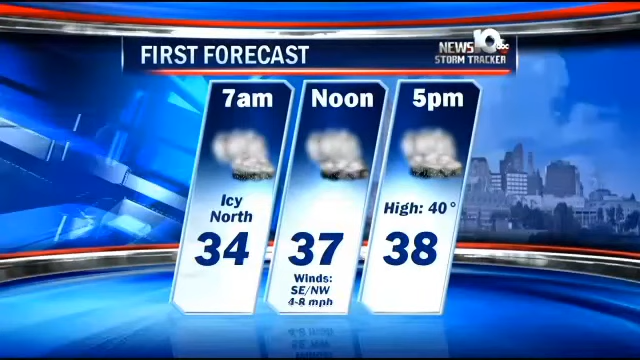 FIRST FORECAST
NEWS 10 abc
STORM TRACKER
7am
Icy
North
34
Noon
37
Winds:
SE/NW
4-8 mph
5pm
High: 40°
38